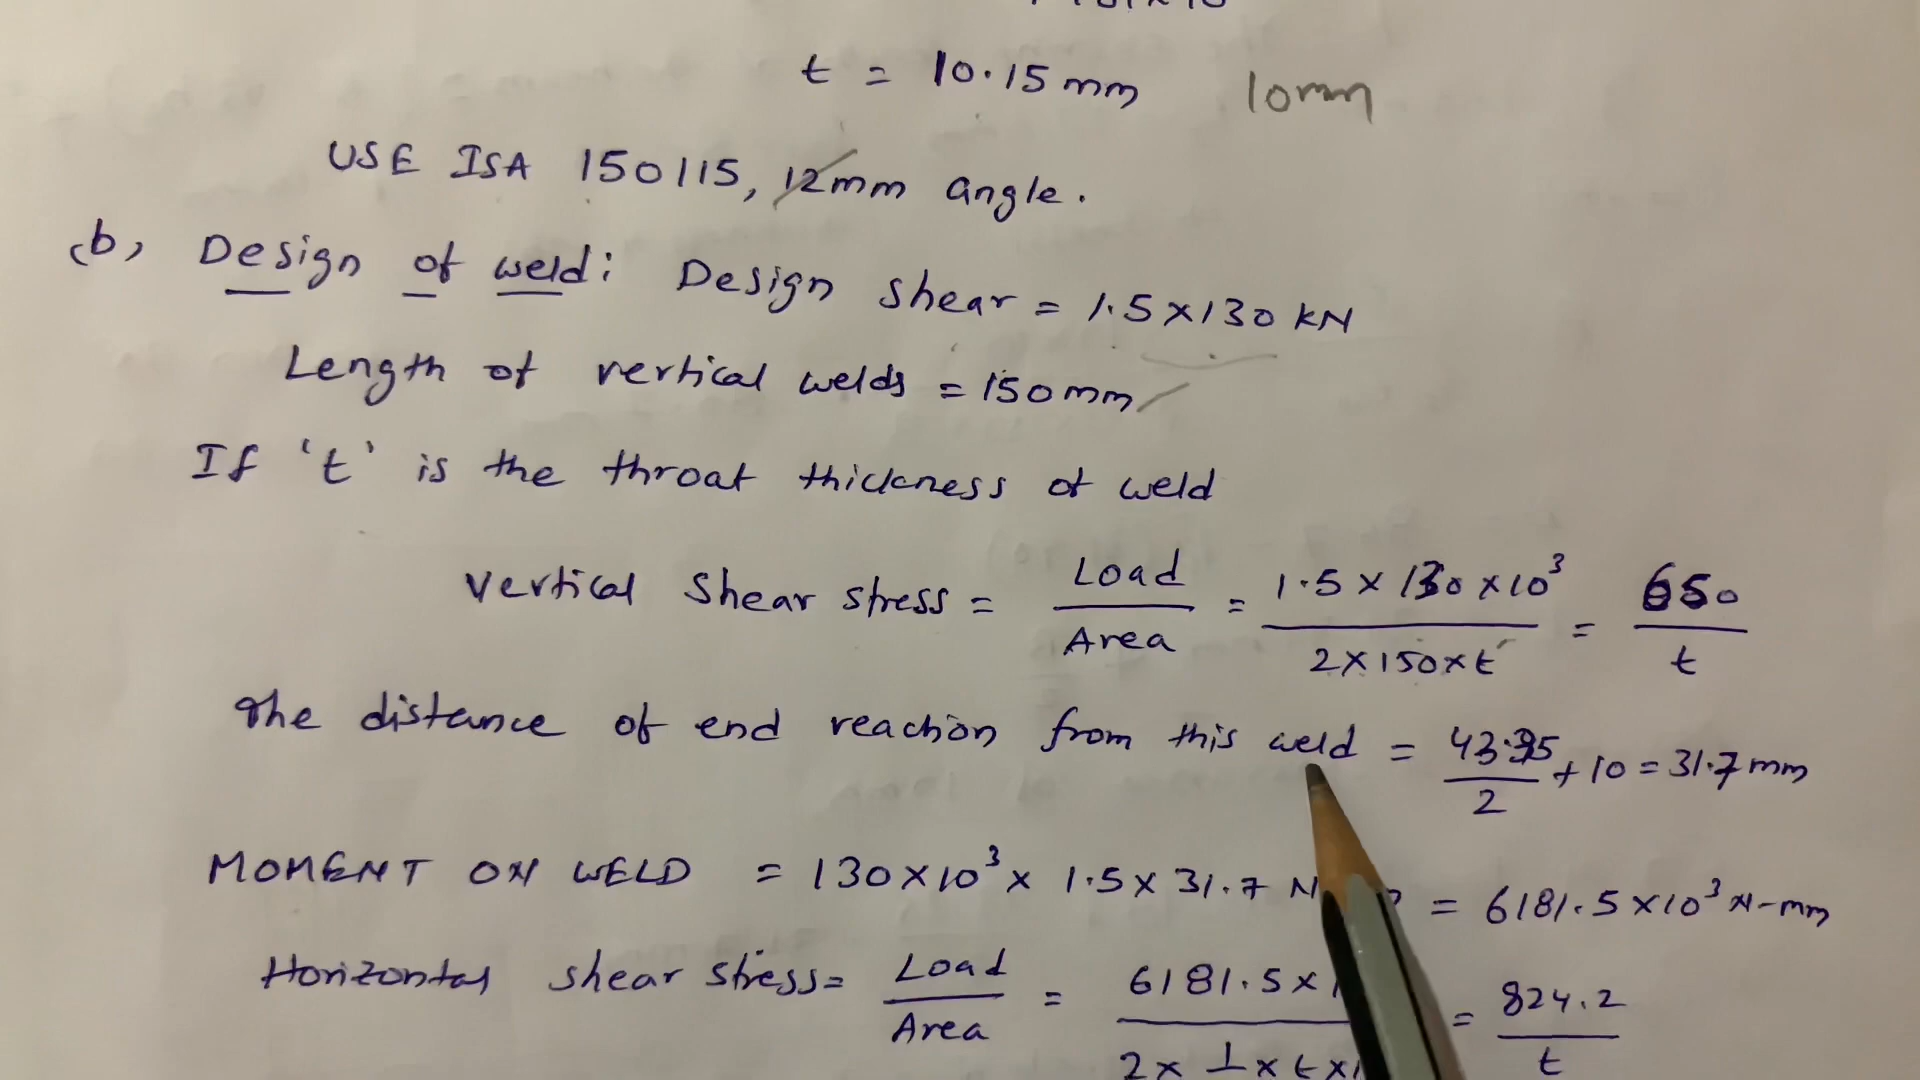 t = 10.15 mm 10mm
USE ISA 150115, 12mm angle.
(b) Design of weld: Design shear = 1.5×130 kN
Length of vertical welds = 150mm
If 't' is the throat thickness of weld
Vertical Shear stress = Load / Area = 1.5 × 130 × 10³ / 2×150×t = 650 / t
The distance of end reaction from this weld = 43.35 / 2 + 10 = 31.7 mm
MOMENT ON WELD = 130×10³ × 1.5 × 31.7 N = 6181.5×10³ N-mm
Horizontal shear stress = Load / Area = 6181.5 × / 2 × 1 × t × = 824.2 / t